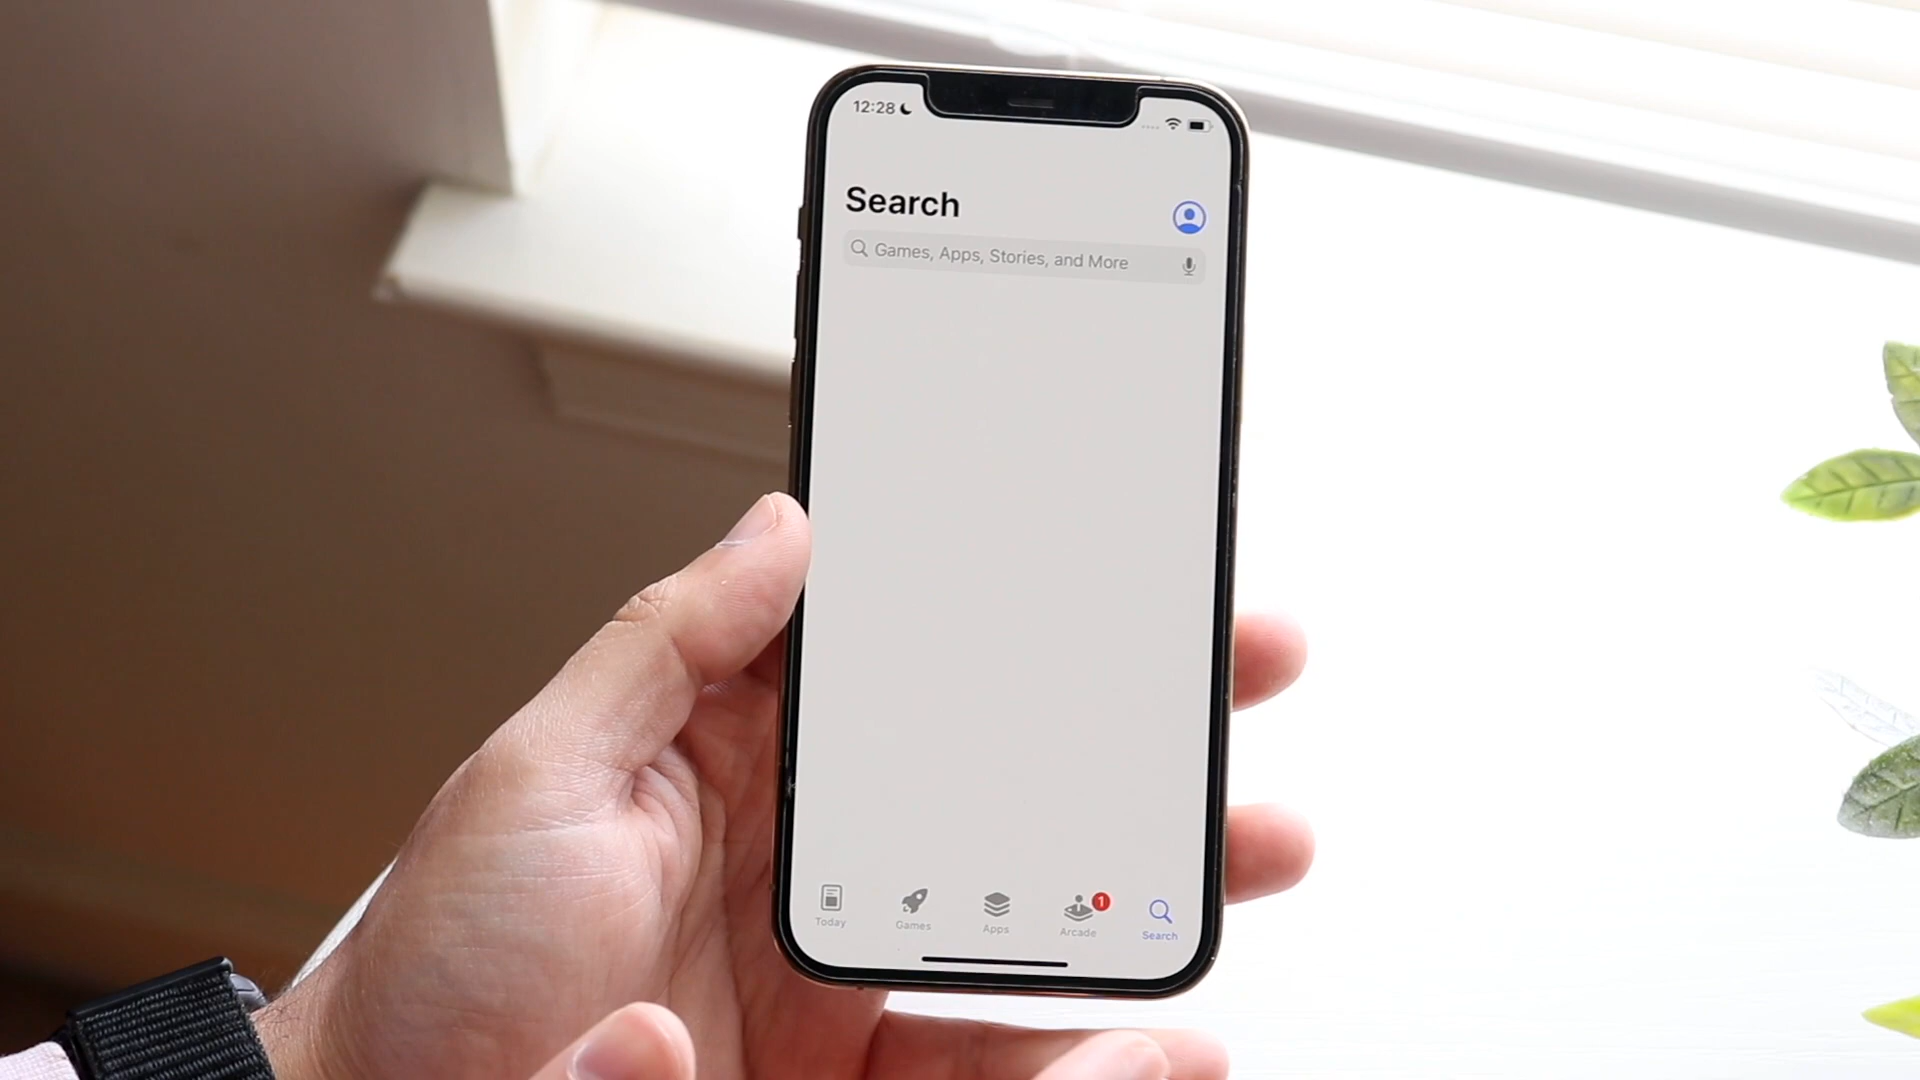 12:28
Search
Games, Apps, Stories, and More
Today
Games
Apps
Arcade
1
Search